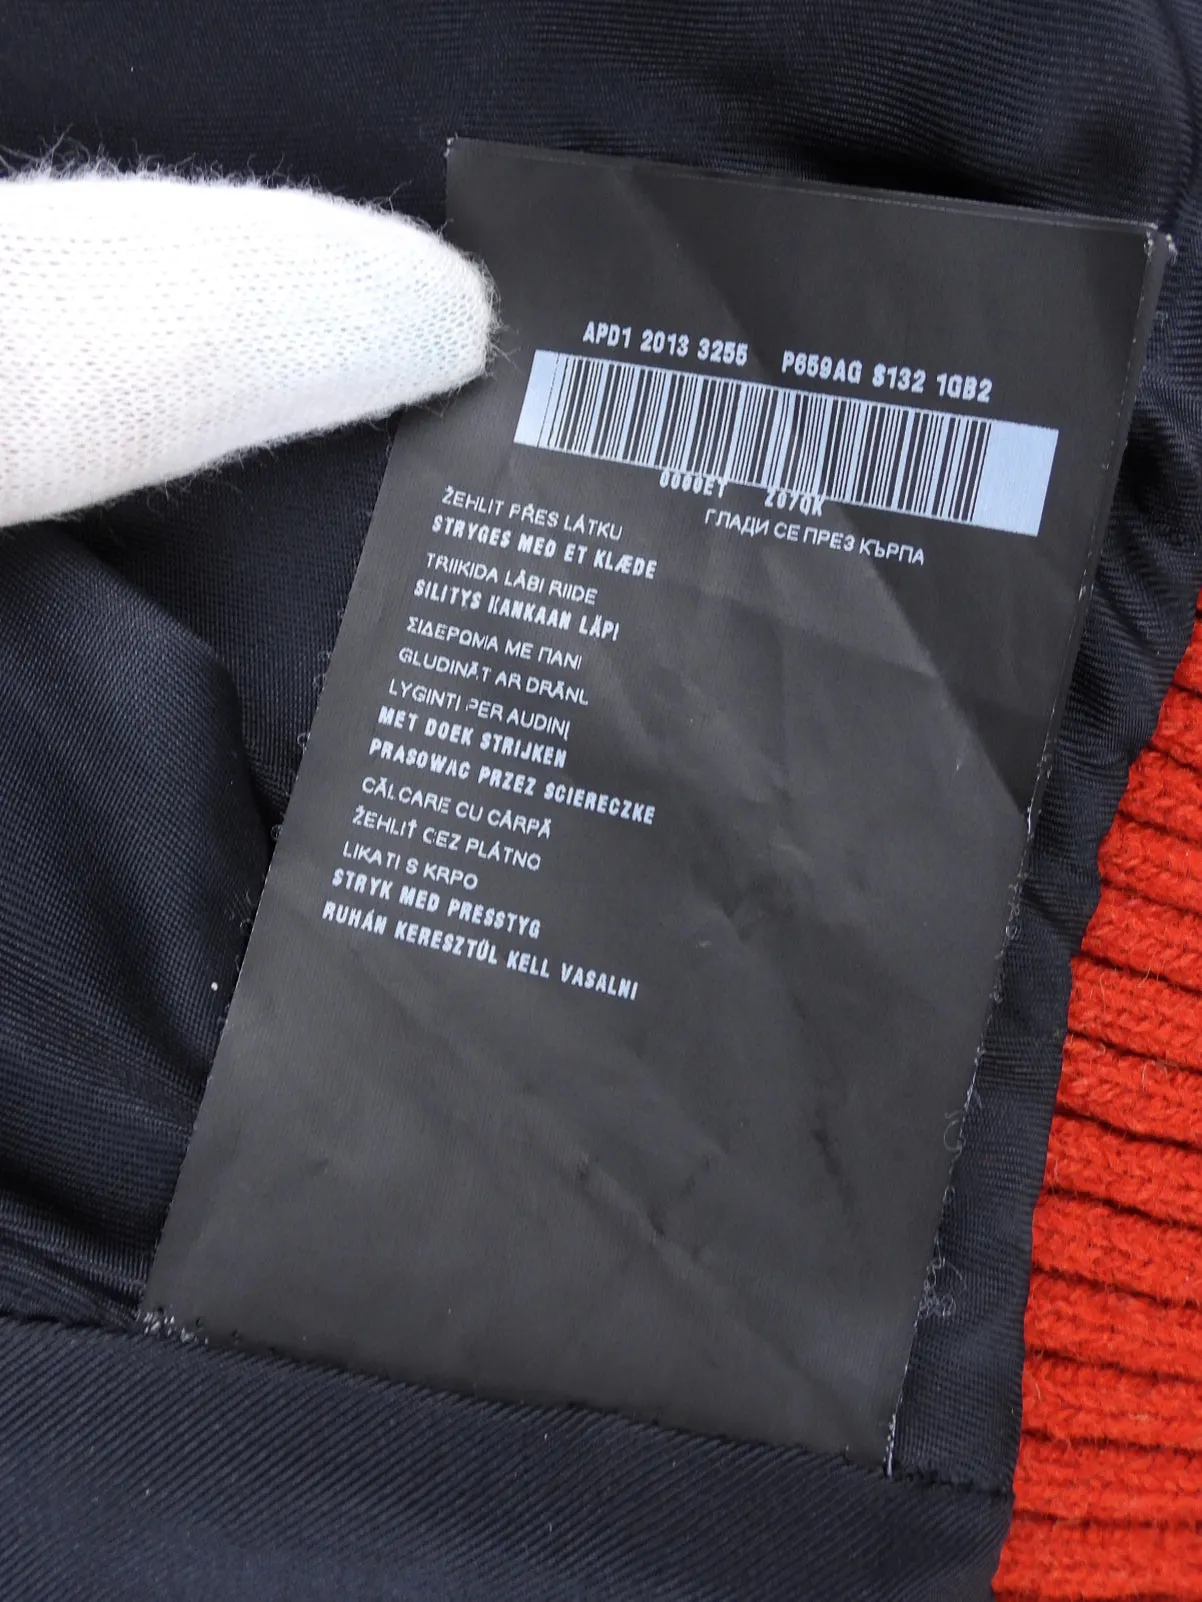 APD1 2013 3255 P659AG S132 1GB2
0000ET Z07QK
ŽEHLIT PŘES LÁTKU ГЛАДИ СЕ ПРЕЗ КЪРПА
STRYGES MED ET KLÆDE
TRIIKIDA LÄBI RIIDE
SILITYS KANKAAN LÄPI
ΣΙΔΕΡΩΜΑ ΜΕ ΠΑΝΙ
GLUDINĀT AR DRĀNU
LYGINTI PER AUDINĮ
MET DOEK STRIJKEN
PRASOWAC PRZEZ SCIERECZKE
CĂLCARE CU CÂRPĂ
ŽEHLIŤ CEZ PLÁTNO
LIKATI S KRPO
STRYK MED PRESSTYG
RUHÁN KERESZTÜL KELL VASALNI